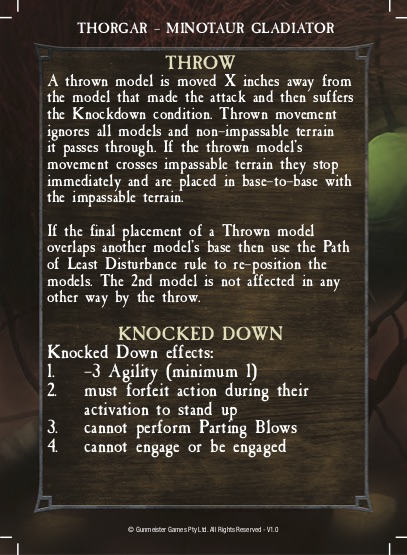 THORGAR - MINOTAUR GLADIATOR
THROW
A thrown model is moved X inches away from
the model that made the attack and then suffers
the Knockdown condition. Thrown movement
ignores all models and non-impassable terrain
it passes through. If the thrown model's
movement crosses impassable terrain they stop
immediately and are placed in base-to-base with
the impassable terrain.
If the final placement of a Thrown model
overlaps another model's base then use the Path
of Least Disturbance rule to re-position the
models. The 2nd model is not affected in any
other way by the throw.
KNOCKED DOWN
Knocked Down effects:
1. -3 Agility (minimum 1)
2. must forfeit action during their
activation to stand up
3. cannot perform Parting Blows
4. cannot engage or be engaged
© Gunmeister Games Pty Ltd. All Rights Reserved - V1.0